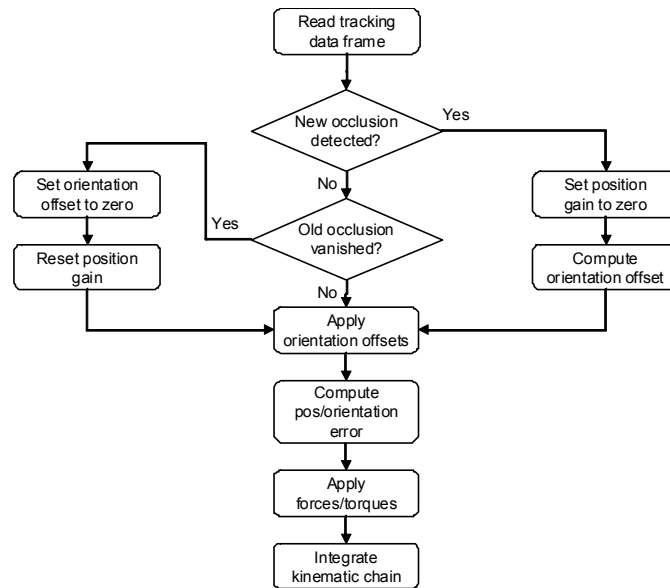 Read tracking
data frame
New occlusion
detected?
Yes
No
Set orientation
offset to zero
Yes
Old occlusion
vanished?
Set position
gain to zero
Reset position
gain
Compute
orientation offset
No
Apply
orientation offsets
Compute
pos/orientation
error
Apply
forces/torques
Integrate
kinematic chain